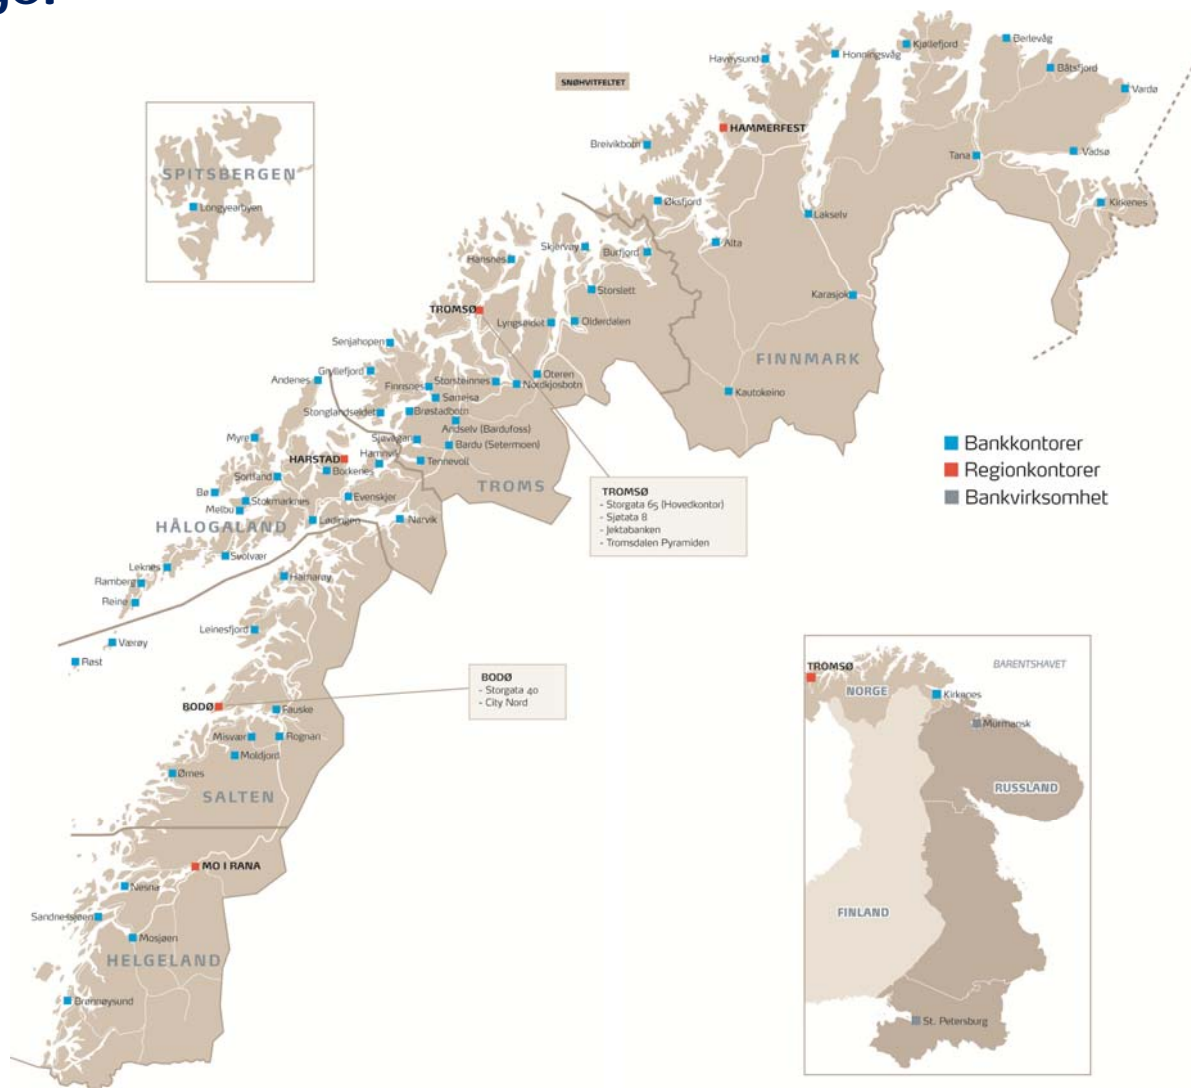 SNØHVITFELTET
Berlevåg
Kjøllefjord
Honningsvåg
Havøysund
Båtsfjord
Vardø
HAMMERFEST
Breivikbotn
Tana
Vadsø
SPITSBERGEN
Longyearbyen
Øksfjord
Kirkenes
Lakselv
Alta
Skjervøy
Burfjord
Hansnes
Storslett
Karasjok
TROMSØ
Lyngseidet
Olderdalen
Senjahopen
FINNMARK
Gryllefjord
Andenes
Finnsnes
Storsteinnes
Oteren
Nordkjosbotn
Sørreisa
Kautokeino
Stonglandseidet
Brøstadbotn
Andselv (Bardufoss)
Myre
Sjøvegan
Bardu (Setermoen)
Bankkontorer
HARSTAD
Hamnvik
Tennevoll
Regionkontorer
Sortland
Borkenes
TROMS
Bankvirksomhet
Bø
Stokmarknes
Evenskjer
Melbu
HÅLOGALAND
Lødingen
Narvik
TROMSØ
- Storgata 65 (Hovedkontor)
- Sjøtata 8
- Jektabanken
- Tromsdalen Pyramiden
Svolvær
Leknes
Hamarøy
Ramberg
Reine
Leinesfjord
Værøy
Røst
BODØ
- Storgata 40
- City Nord
BODØ
Fauske
Misvær
Rognan
Moldjord
Ørnes
SALTEN
MO I RANA
Nesna
Sandnessjøen
Mosjøen
HELGELAND
Brønnøysund
TROMSØ
BARENTSHAVET
NORGE
Kirkenes
Murmansk
RUSSLAND
FINLAND
St. Petersburg